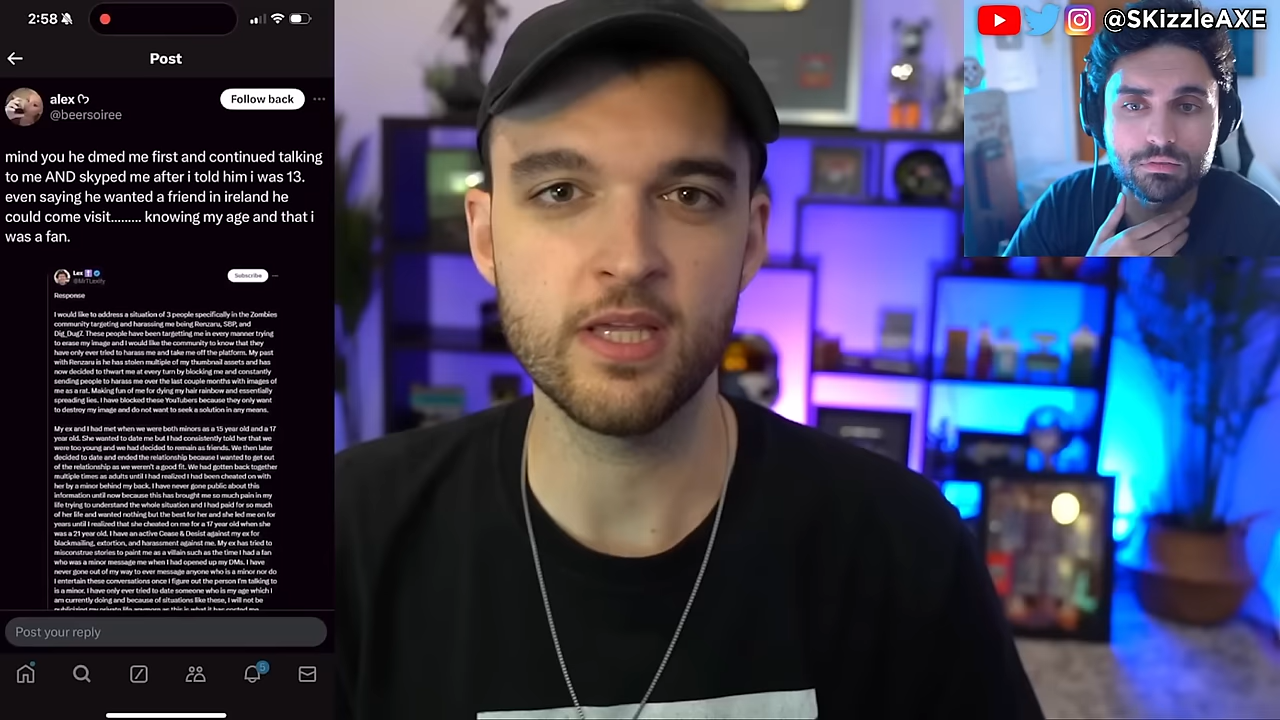 2:58
Post
alex
@beersoiree
Follow back
mind you he dmed me first and continued talking
to me AND skyped me after i told him i was 13.
even saying he wanted a friend in ireland he
could come visit......... knowing my age and that i
was a fan.
Lex
@MrTLexify
Subscribe
Response
I would like to address a situation of 3 people specifically in the Zombies
community targeting and harassing me being Renzaru, SBP, and
Dig_DugZ. These people have been targetting me in every manner trying
to erase my image and I would like the community to know that they
have only ever tried to harass me and take me off the platform. My past
with Renzaru is he has stolen multiple of my thumbnail assets and has
now decided to thwart me at every turn by blocking me and constantly
sending people to harass me over the last couple months with images of
me as a rat. Making fun of me for dying my hair rainbow and essentially
spreading lies. I have blocked these YouTubers because they only want
to destroy my image and do not want to seek a solution in any means.
My ex and I had met when we were both minors as a 15 year old and a 17
year old. She wanted to date me but I had consistently told her that we
were too young and we had decided to remain as friends. We then later
decided to date and ended the relationship because I wanted to get out
of the relationship as we weren't a good fit. We had gotten back together
multiple times as adults until I had realized I had been cheated on with
her by a minor behind my back. I have never gone public about this
information until now because this has brought me so much pain in my
life trying to understand the whole situation and I had paid for so much
of her life and wanted nothing but the best for her and she led me on for
years until I realized that she cheated on me for a 17 year old when she
was a 21 year old. I have an active Cease & Desist against my ex for
blackmailing, extortion, and harassment against me. My ex has tried to
misconstrue stories to paint me as a villain such as the time I had a fan
who was a minor message me when I had opened up my DMs. I have
never gone out of my way to ever message anyone who is a minor nor do
I entertain these conversations once I figure out the person I'm talking to
is a minor. I have only ever tried to date someone who is my age which I
am currently doing and because of situations like these, I will not be
publicizing my private life anymore as this is what it has costed me
Post your reply
5
@SKizzleAXE